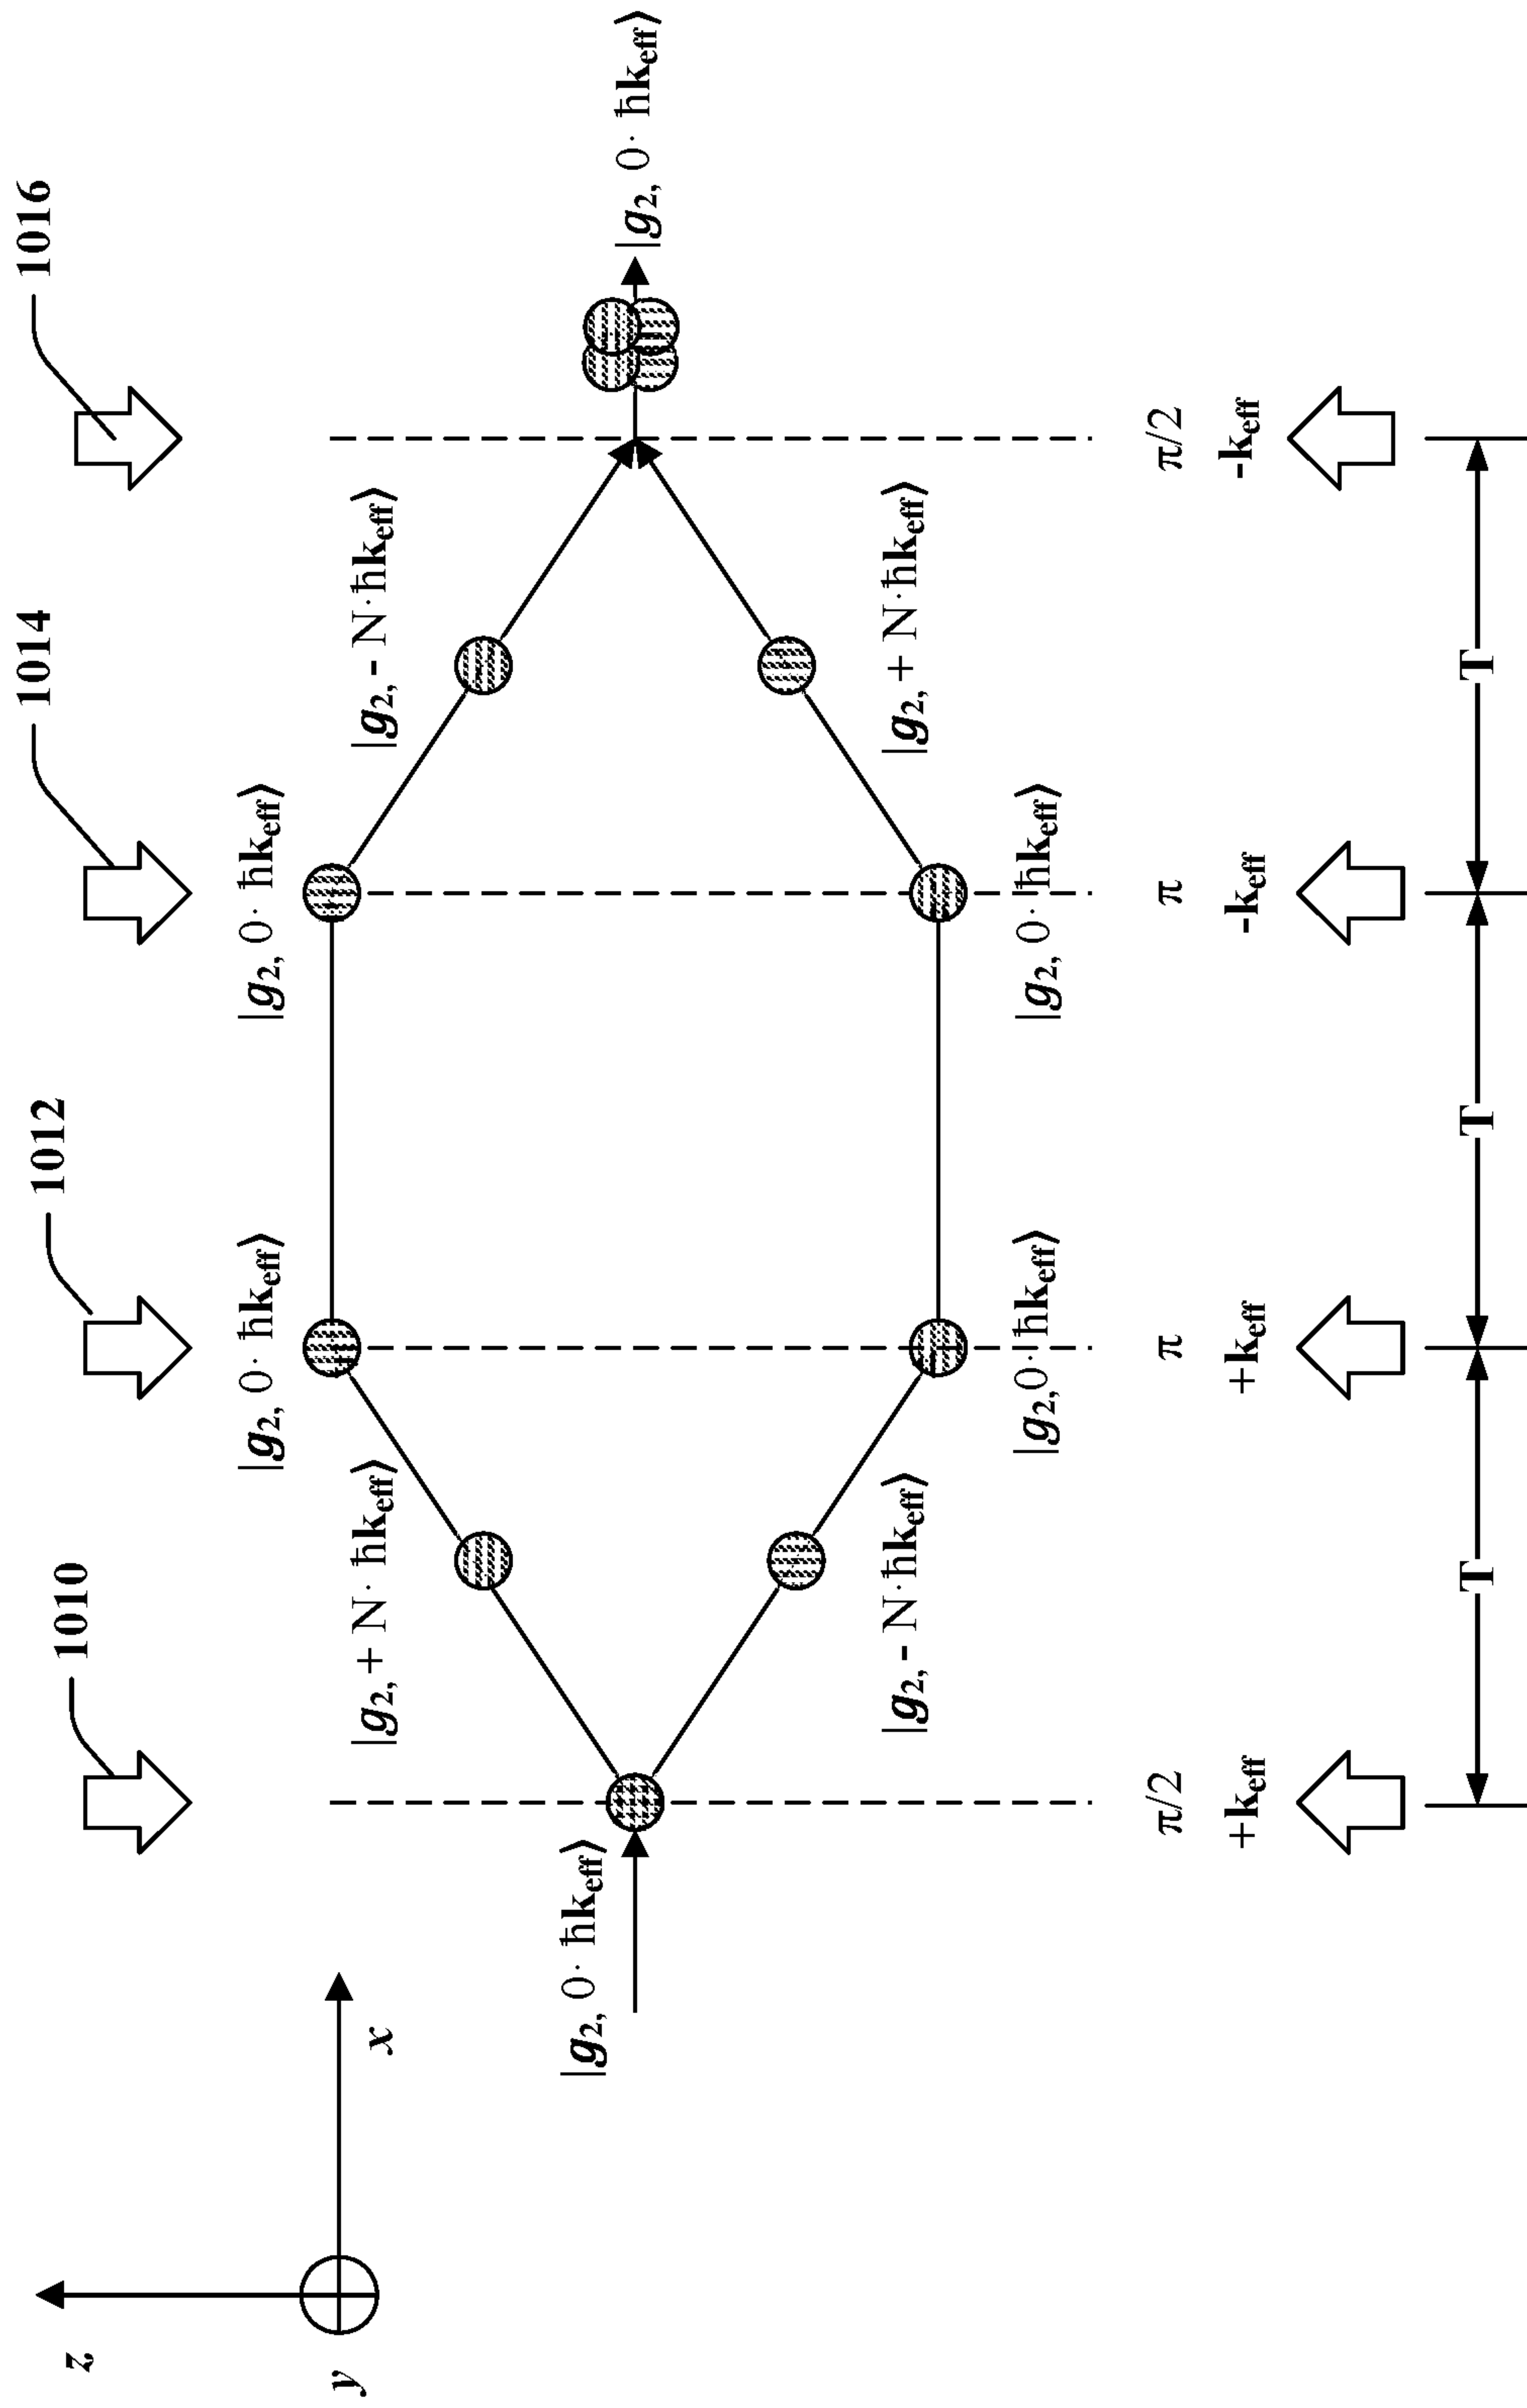 1010
1012
1014
1016
z
y
x
|g₂, 0· ħk_eff⟩
|g₂, + N· ħk_eff⟩
|g₂, - N·ħk_eff⟩
|g₂, 0· ħk_eff⟩
|g₂, 0· ħk_eff⟩
|g₂, 0· ħk_eff⟩
|g₂, 0· ħk_eff⟩
|g₂, - N·ħk_eff⟩
|g₂, + N·ħk_eff⟩
|g₂, 0· ħk_eff⟩
π/2
π
π
π/2
+k_eff
+k_eff
-k_eff
-k_eff
T
T
T